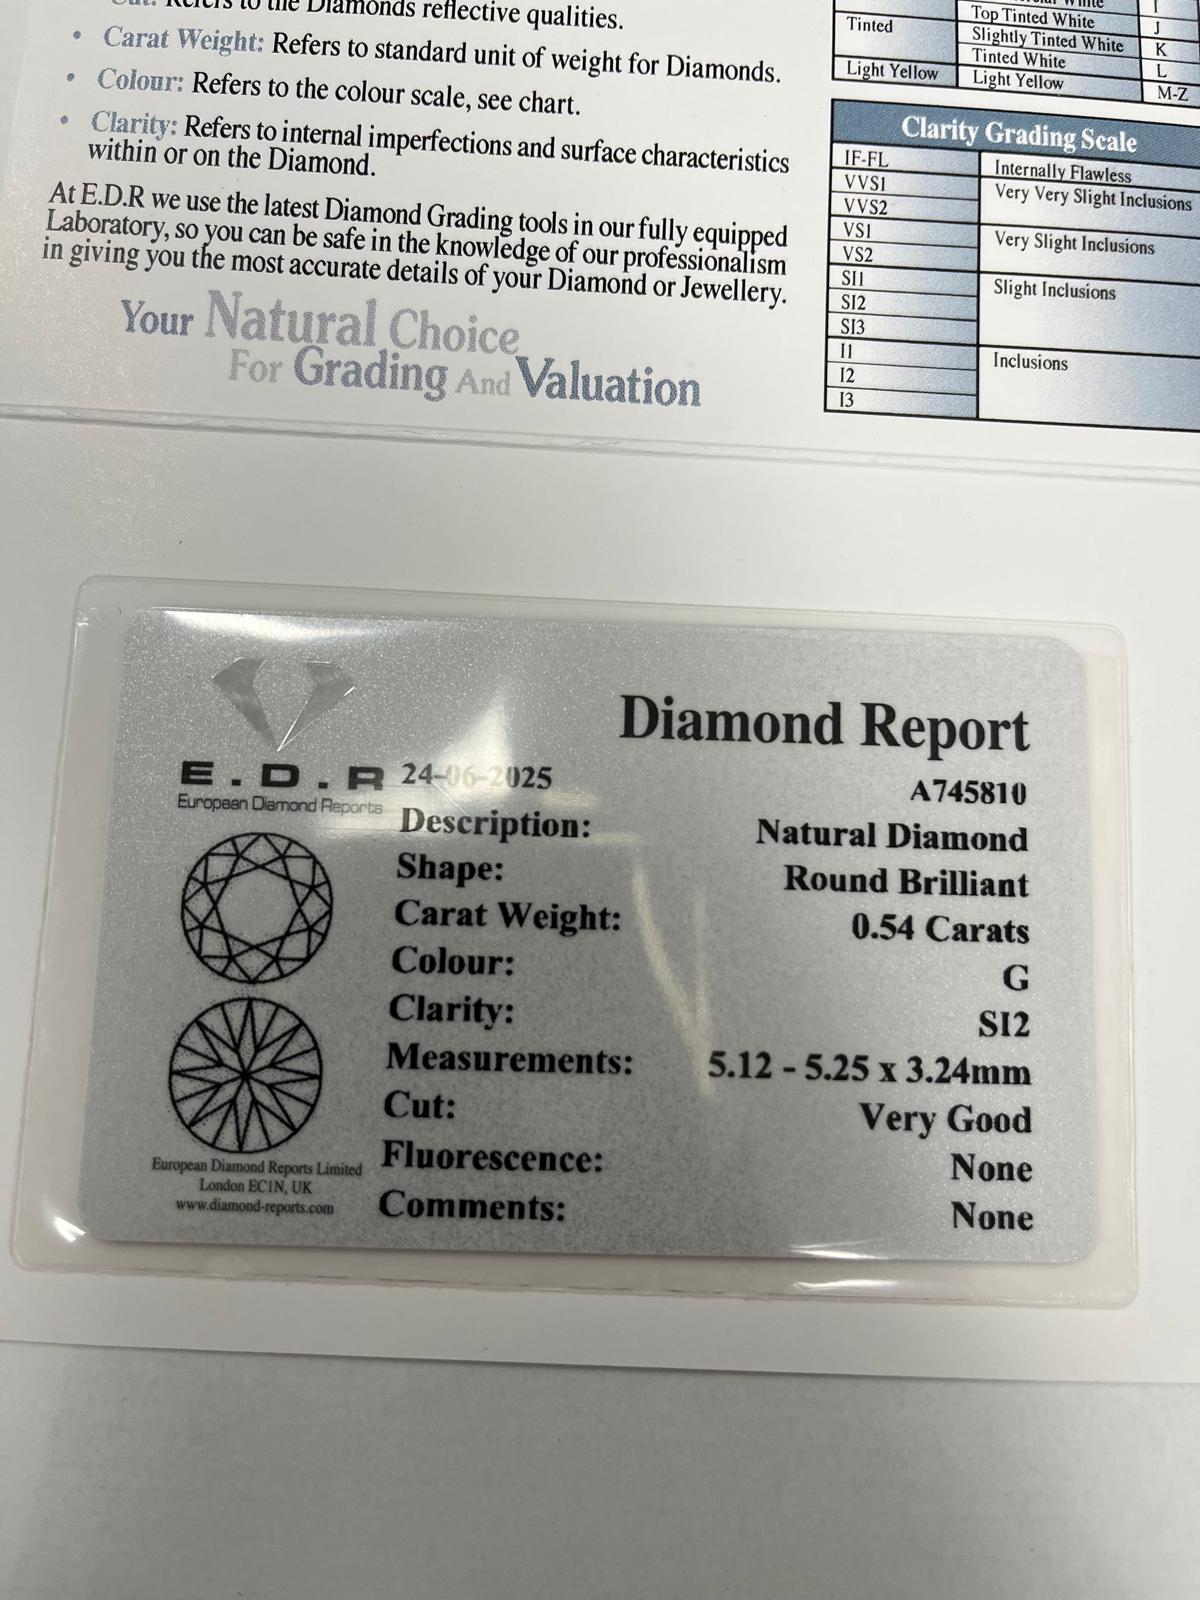 Refers to the Diamonds reflective qualities.
• Carat Weight: Refers to standard unit of weight for Diamonds.
• Colour: Refers to the colour scale, see chart.
• Clarity: Refers to internal imperfections and surface characteristics
within or on the Diamond.
At E.D.R we use the latest Diamond Grading tools in our fully equipped
Laboratory, so you can be safe in the knowledge of our professionalism
in giving you the most accurate details of your Diamond or Jewellery.
Your Natural Choice
For Grading And Valuation
White I
Tinted Top Tinted White J
Slightly Tinted White K
Tinted White L
Light Yellow Light Yellow M-Z
Clarity Grading Scale
IF-FL Internally Flawless
VVS1 Very Very Slight Inclusions
VVS2
VS1 Very Slight Inclusions
VS2
SI1 Slight Inclusions
SI2
SI3
I1 Inclusions
I2
I3
Diamond Report
E.D.R 24-06-2025 A745810
European Diamond Reports
Description: Natural Diamond
Shape: Round Brilliant
Carat Weight: 0.54 Carats
Colour: G
Clarity: SI2
Measurements: 5.12 - 5.25 x 3.24mm
Cut: Very Good
Fluorescence: None
Comments: None
European Diamond Reports Limited
London EC1N, UK
www.diamond-reports.com